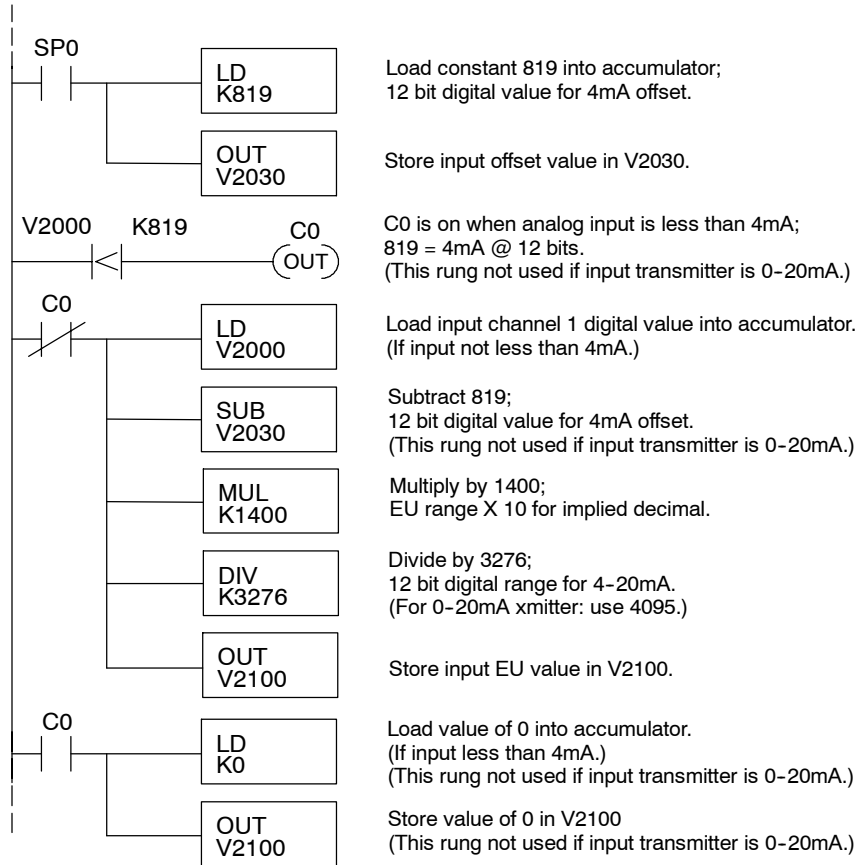 SP0
LD
K819
Load constant 819 into accumulator;
12 bit digital value for 4mA offset.
OUT
V2030
Store input offset value in V2030.
V2000 K819 C0
<
OUT
C0 is on when analog input is less than 4mA;
819 = 4mA @ 12 bits.
(This rung not used if input transmitter is 0-20mA.)
C0
LD
V2000
Load input channel 1 digital value into accumulator.
(If input not less than 4mA.)
SUB
V2030
Subtract 819;
12 bit digital value for 4mA offset.
(This rung not used if input transmitter is 0-20mA.)
MUL
K1400
Multiply by 1400;
EU range X 10 for implied decimal.
DIV
K3276
Divide by 3276;
12 bit digital range for 4-20mA.
(For 0-20mA xmitter: use 4095.)
OUT
V2100
Store input EU value in V2100.
C0
LD
K0
Load value of 0 into accumulator.
(If input less than 4mA.)
(This rung not used if input transmitter is 0-20mA.)
OUT
V2100
Store value of 0 in V2100
(This rung not used if input transmitter is 0-20mA.)